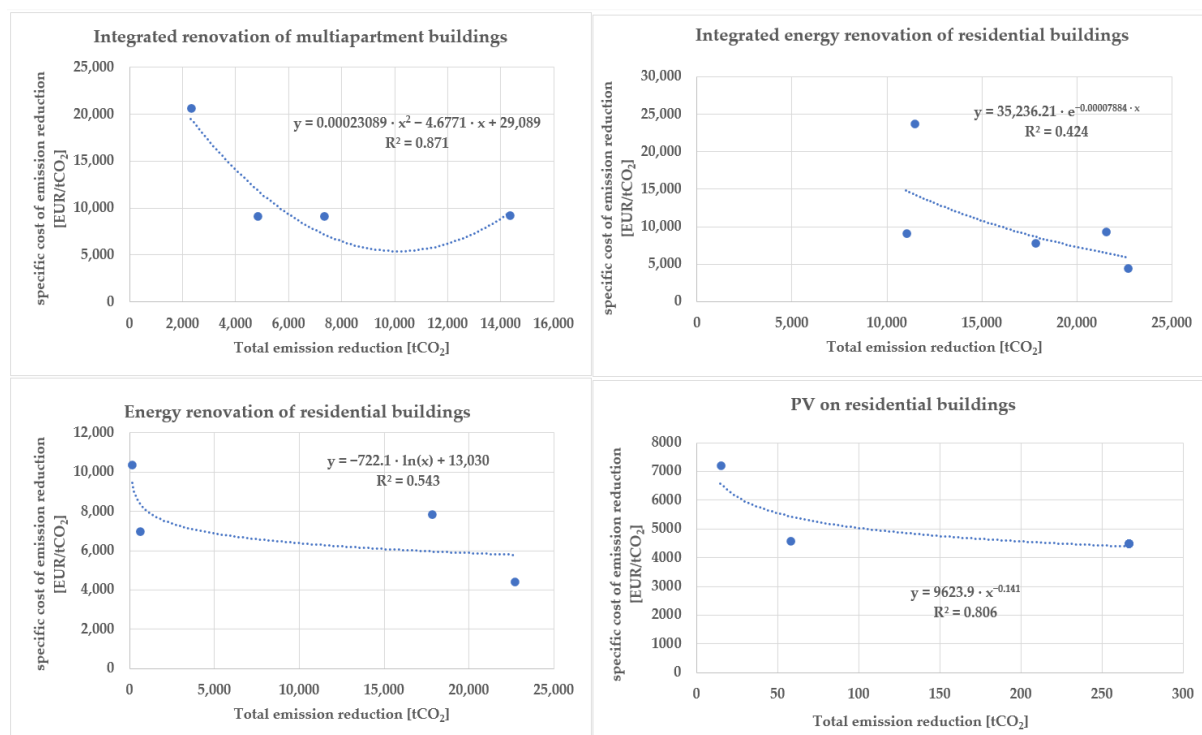 Integrated renovation of multiapartment buildings
specific cost of emission reduction
[EUR/tCO₂]
25,000
20,000
15,000
10,000
5,000
0
y = 0.00023089 · x² − 4.6771 · x + 29,089
R² = 0.871
0 2,000 4,000 6,000 8,000 10,000 12,000 14,000 16,000
Total emission reduction [tCO₂]
Integrated energy renovation of residential buildings
specific cost of emission reduction
[EUR/tCO₂]
30,000
25,000
20,000
15,000
10,000
5,000
0
y = 35,236.21 · e^−0.00007884 · x
R² = 0.424
0 5,000 10,000 15,000 20,000 25,000
Total emission reduction [tCO₂]
Energy renovation of residential buildings
specific cost of emission reduction
[EUR/tCO₂]
12,000
10,000
8,000
6,000
4,000
2,000
0
y = −722.1 · ln(x) + 13,030
R² = 0.543
0 5,000 10,000 15,000 20,000 25,000
Total emission reduction [tCO₂]
PV on residential buildings
specific cost of emission reduction
[EUR/tCO₂]
8000
7000
6000
5000
4000
3000
2000
1000
0
y = 9623.9 · x^−0.141
R² = 0.806
0 50 100 150 200 250 300
Total emission reduction [tCO₂]